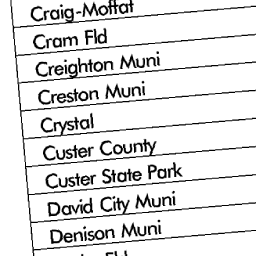 Craig-Moffat
Cram Fld
Creighton Muni
Creston Muni
Crystal
Custer County
Custer State Park
David City Muni
Denison Muni
Fld